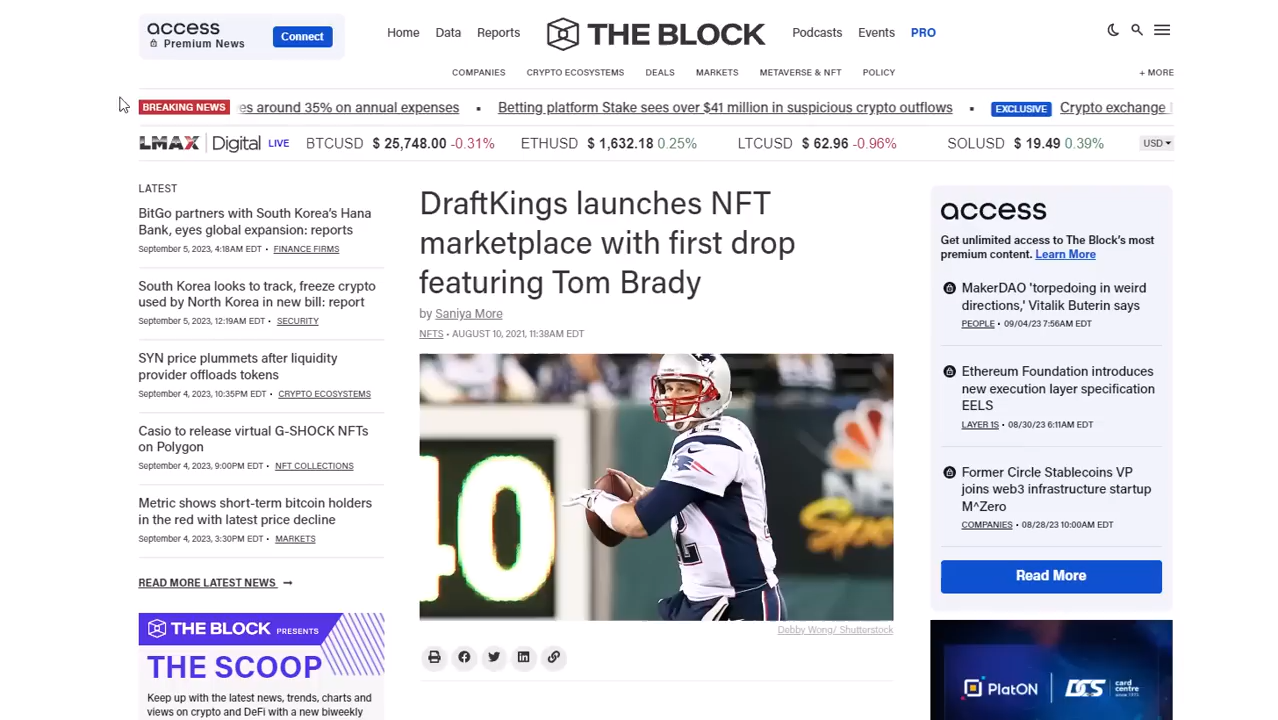 access
Premium News
Connect
Home
Data
Reports
THE BLOCK
Podcasts
Events
PRO
COMPANIES
CRYPTO ECOSYSTEMS
DEALS
MARKETS
METAVERSE & NFT
POLICY
+ MORE
BREAKING NEWS
es around 35% on annual expenses
• Betting platform Stake sees over $41 million in suspicious crypto outflows •
EXCLUSIVE
Crypto exchange
LMAX Digital LIVE
BTCUSD $ 25,748.00 -0.31%
ETHUSD $ 1,632.18 0.25%
LTCUSD $ 62.96 -0.96%
SOLUSD $ 19.49 0.39%
USD
LATEST
BitGo partners with South Korea's Hana
Bank, eyes global expansion: reports
September 5, 2023, 4:18AM EDT • FINANCE FIRMS
South Korea looks to track, freeze crypto
used by North Korea in new bill: report
September 5, 2023, 12:19AM EDT • SECURITY
SYN price plummets after liquidity
provider offloads tokens
September 4, 2023, 10:35PM EDT • CRYPTO ECOSYSTEMS
Casio to release virtual G-SHOCK NFTs
on Polygon
September 4, 2023, 9:00PM EDT • NFT COLLECTIONS
Metric shows short-term bitcoin holders
in the red with latest price decline
September 4, 2023, 3:30PM EDT • MARKETS
READ MORE LATEST NEWS →
THE BLOCK PRESENTS
THE SCOOP
Keep up with the latest news, trends, charts and
views on crypto and DeFi with a new biweekly
DraftKings launches NFT
marketplace with first drop
featuring Tom Brady
by Saniya More
NFTS • AUGUST 10, 2021, 11:38AM EDT
40
12
NBC
Sports
Debby Wong/ Shutterstock
access
Get unlimited access to The Block's most
premium content. Learn More
MakerDAO 'torpedoing in weird
directions,' Vitalik Buterin says
PEOPLE • 09/04/23 7:56AM EDT
Ethereum Foundation introduces
new execution layer specification
EELS
LAYER 1S • 08/30/23 6:11AM EDT
Former Circle Stablecoins VP
joins web3 infrastructure startup
M^Zero
COMPANIES • 08/28/23 10:00AM EDT
Read More
PlatON
DCS card
centre